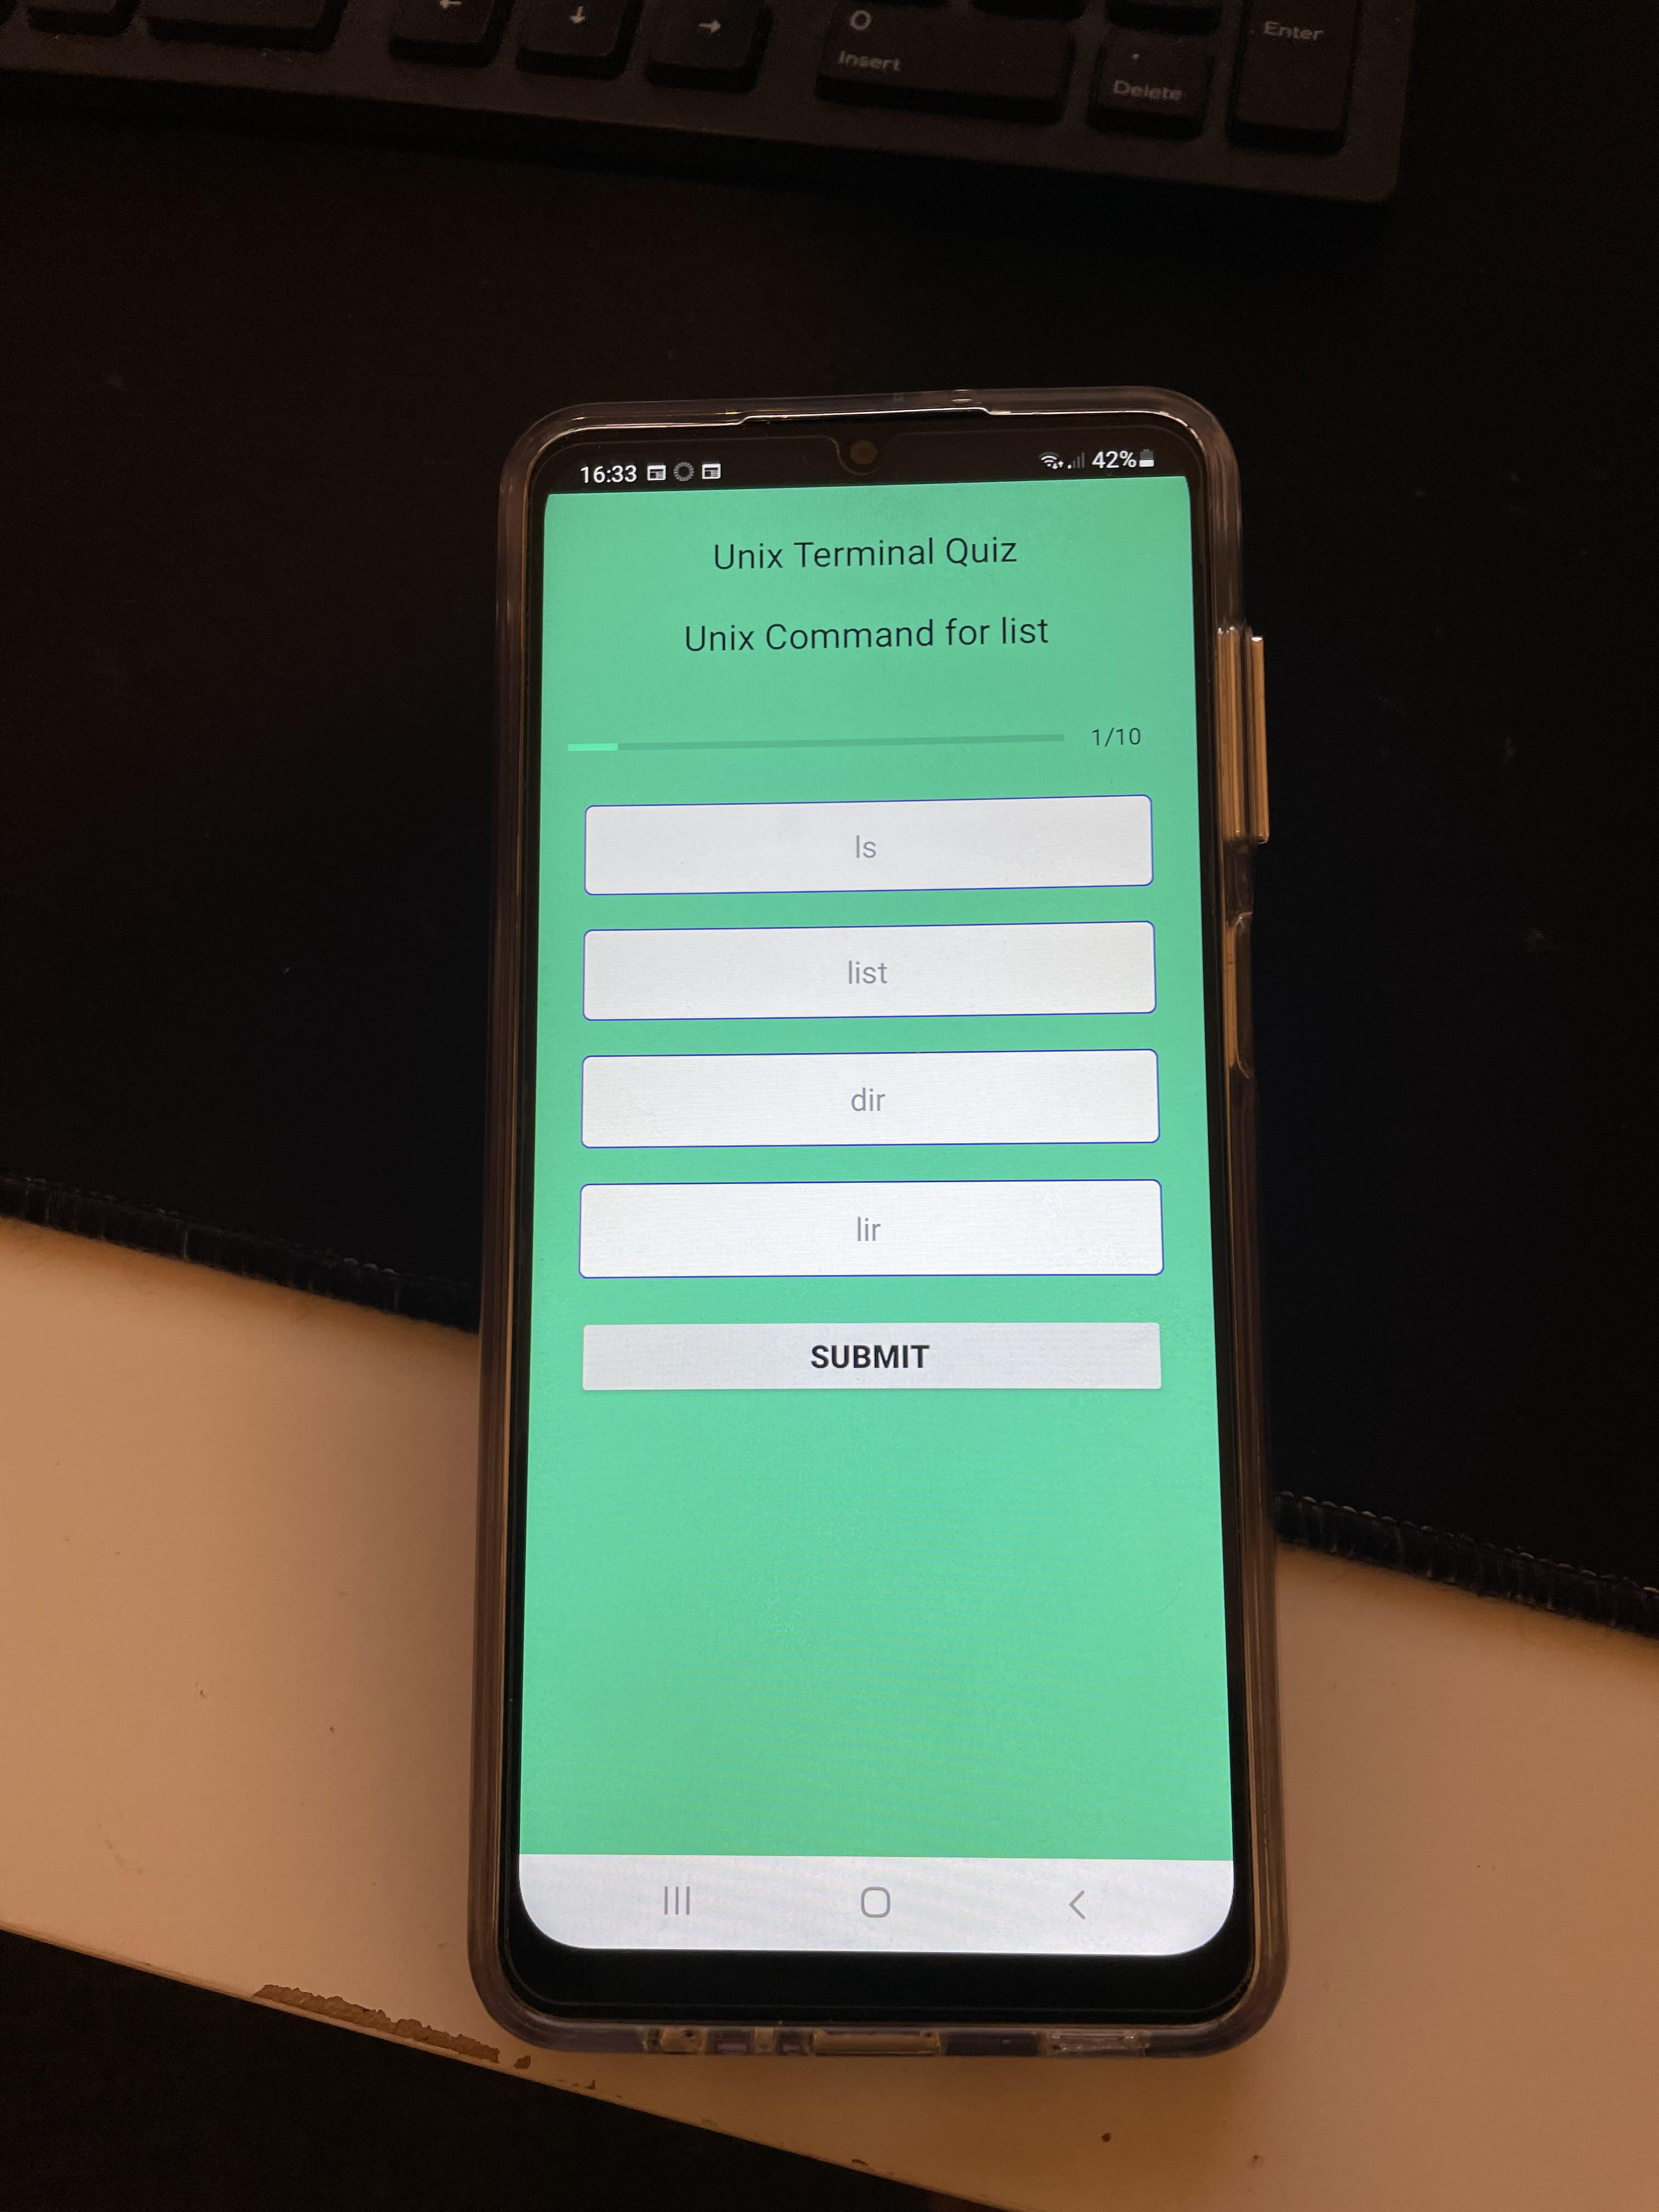 ← ↓ → 0 Enter
Insert .
Delete
16:33 42%
Unix Terminal Quiz
Unix Command for list
1/10
ls
list
dir
lir
SUBMIT